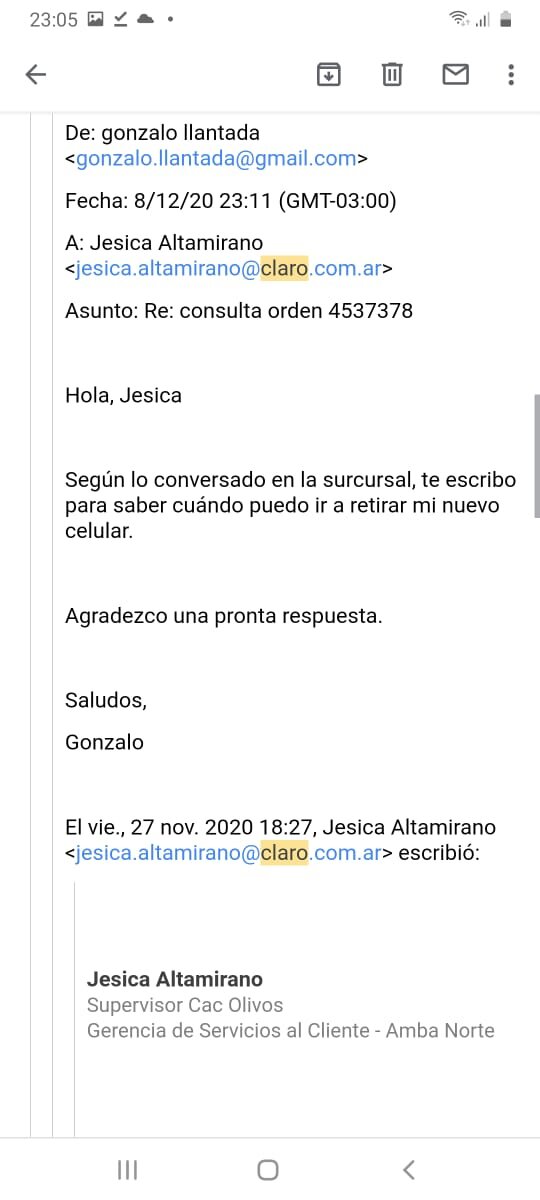 23:05
De: gonzalo llantada
<gonzalo.llantada@gmail.com>
Fecha: 8/12/20 23:11 (GMT-03:00)
A: Jesica Altamirano
<jesica.altamirano@claro.com.ar>
Asunto: Re: consulta orden 4537378
Hola, Jesica
Según lo conversado en la surcursal, te escribo
para saber cuándo puedo ir a retirar mi nuevo
celular.
Agradezco una pronta respuesta.
Saludos,
Gonzalo
El vie., 27 nov. 2020 18:27, Jesica Altamirano
<jesica.altamirano@claro.com.ar> escribió:
Jesica Altamirano
Supervisor Cac Olivos
Gerencia de Servicios al Cliente - Amba Norte